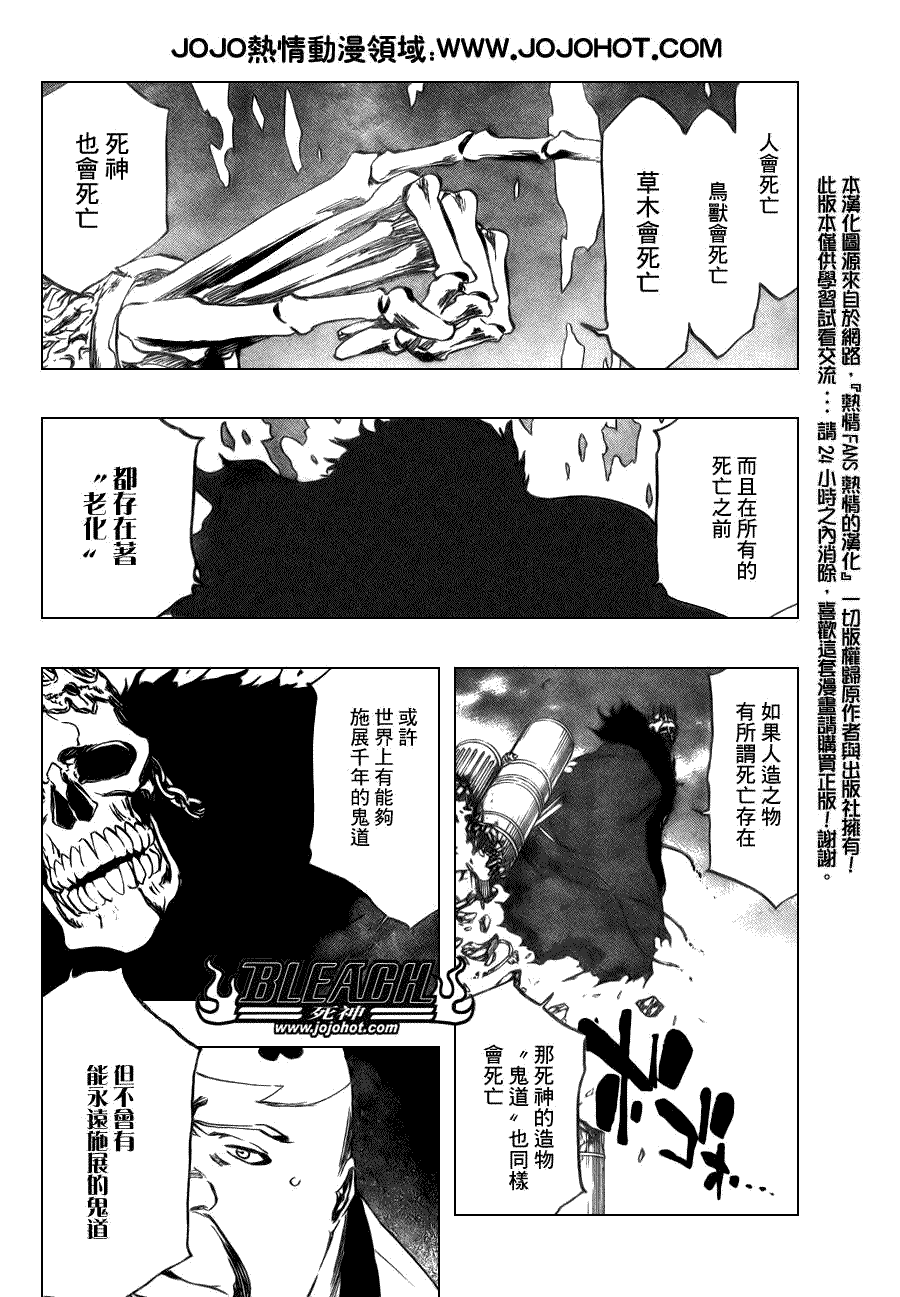 JOJO熱情動漫領域:WWW.JOJOHOT.COM
人會死亡
鳥獸會死亡
草木會死亡
死神
也會死亡
而且在所有的
死亡之前
都存在著
〝老化〞
如果人造之物
有所謂死亡存在
那死神的造物
〝鬼道〞也同樣
會死亡
或許
世界上有能夠
施展千年的鬼道
但不會有
能永遠施展的鬼道
BLEACH
死神
www.jojohot.com
本漢化圖源來自於網路，『熱情FANS熱情的漢化』一切版權歸原作者與出版社擁有！
此版本僅供學習試看交流…請24小時之內消除，喜歡這套漫畫請購買正版！謝謝。